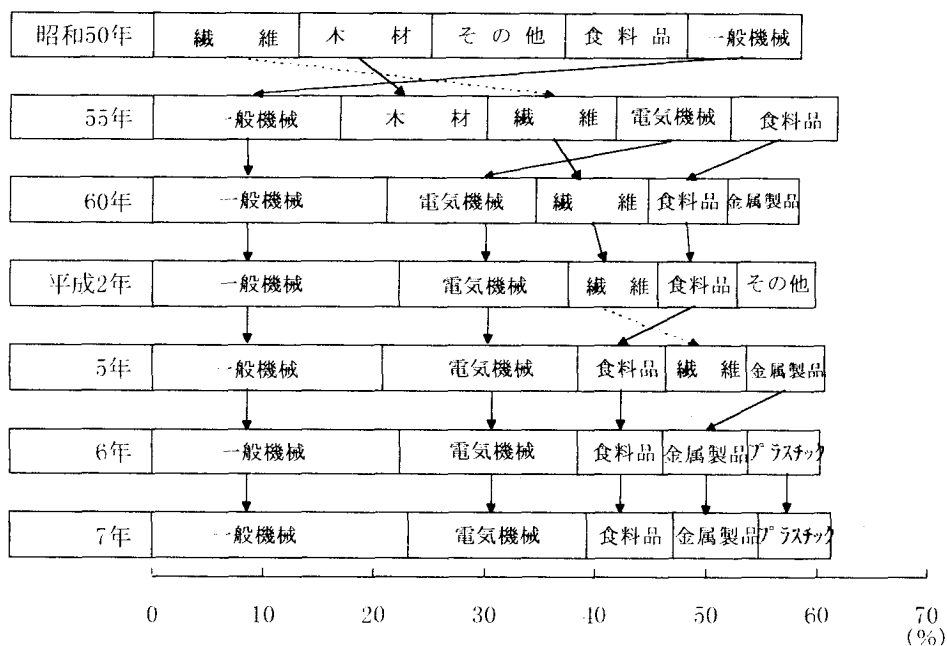 昭和50年 繊維 木材 その他 食料品 一般機械
55年 一般機械 木材 繊維 電気機械 食料品
60年 一般機械 電気機械 繊維 食料品 金属製品
平成2年 一般機械 電気機械 繊維 食料品 その他
5年 一般機械 電気機械 食料品 繊維 金属製品
6年 一般機械 電気機械 食料品 金属製品 プラスチック
7年 一般機械 電気機械 食料品 金属製品 プラスチック
0 10 20 30 40 50 60 70
(%)